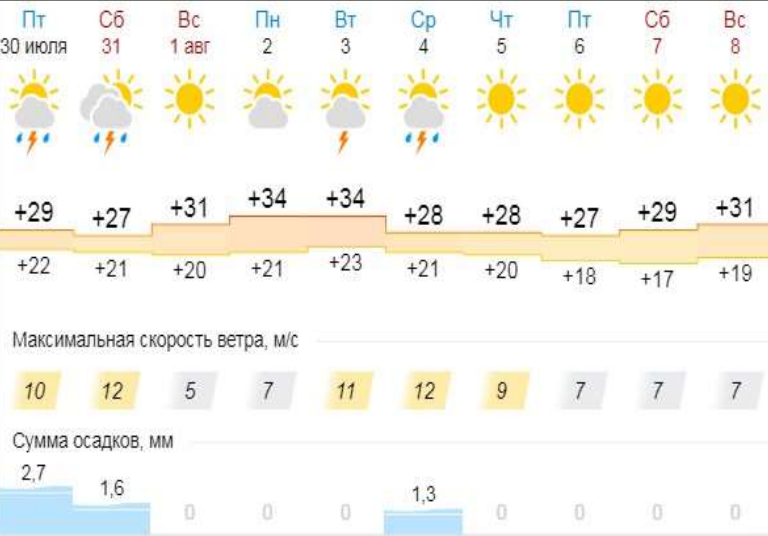 Пт Сб Вс Пн Вт Ср Чт Пт Сб Вс
30 июля 31 1 авг 2 3 4 5 6 7 8
+29 +27 +31 +34 +34 +28 +28 +27 +29 +31
+22 +21 +20 +21 +23 +21 +20 +18 +17 +19
Максимальная скорость ветра, м/с
10 12 5 7 11 12 9 7 7 7
Сумма осадков, мм
2,7 1,6 0 0 0 1,3 0 0 0 0